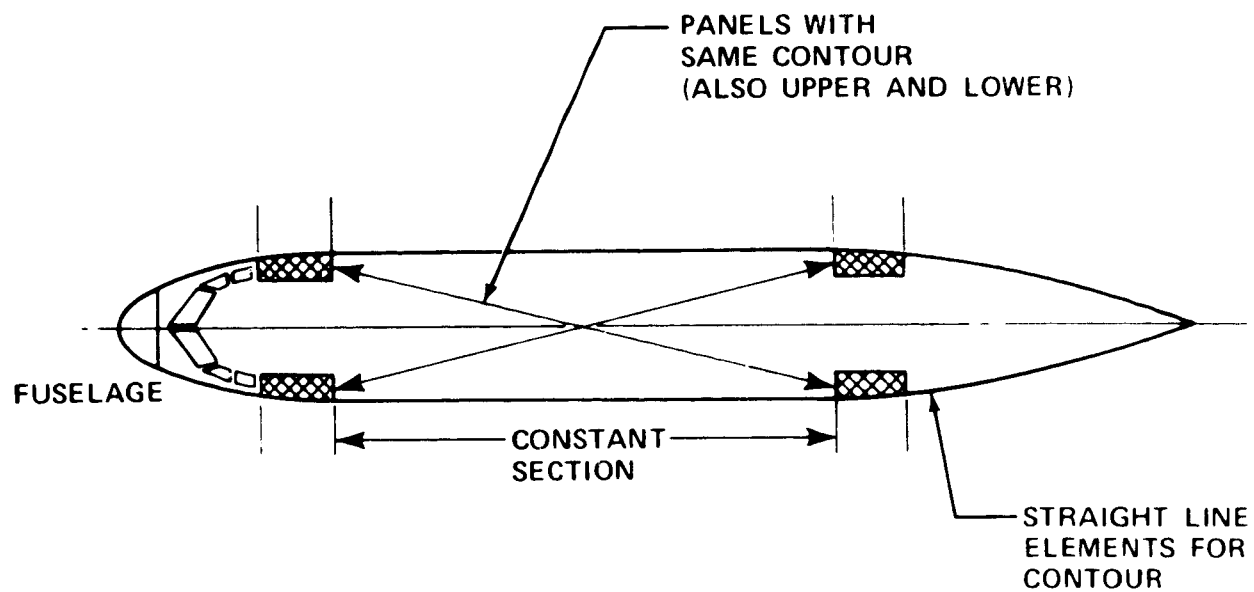 PANELS WITH
SAME CONTOUR
(ALSO UPPER AND LOWER)
FUSELAGE
CONSTANT
SECTION
STRAIGHT LINE
ELEMENTS FOR
CONTOUR